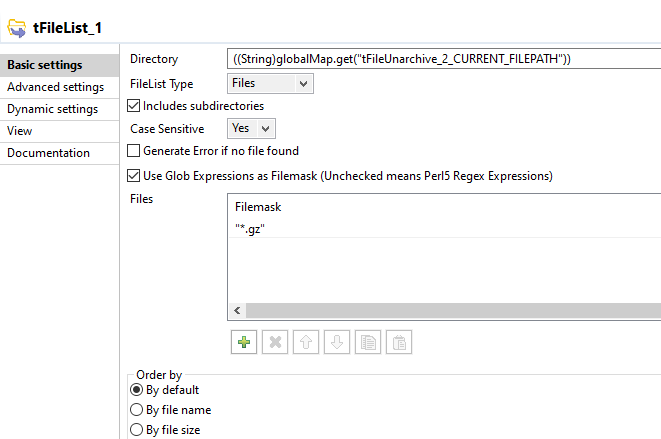 tFileList_1
Basic settings
Advanced settings
Dynamic settings
View
Documentation
Directory ((String)globalMap.get("tFileUnarchive_2_CURRENT_FILEPATH"))
FileList Type Files
Includes subdirectories
Case Sensitive Yes
Generate Error if no file found
Use Glob Expressions as Filemask (Unchecked means Perl5 Regex Expressions)
Files
Filemask
"*.gz"
Order by
By default
By file name
By file size